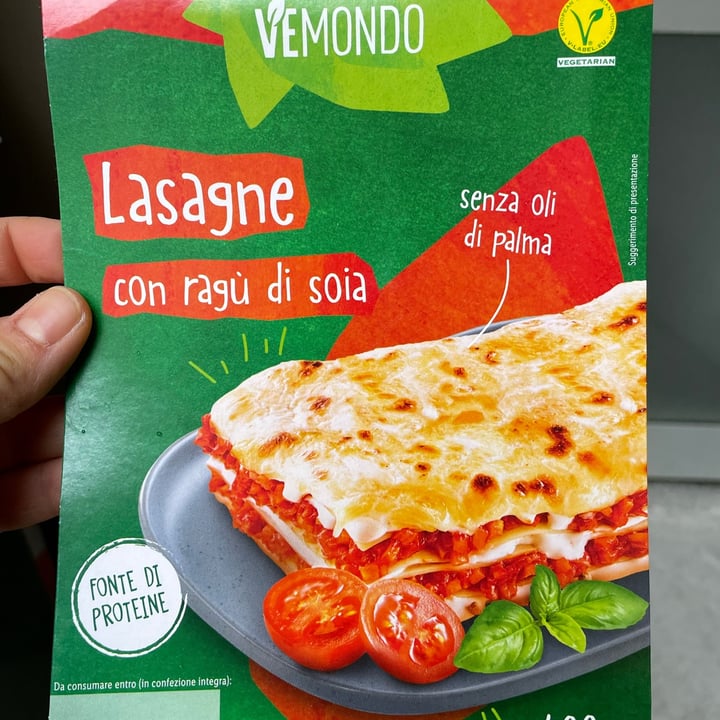 VEMONDO
EUROPEAN VEGETARIAN UNION
V-LABEL.EU
VEGETARIAN
Lasagne
con ragù di soia
senza oli
di palma
Suggerimento di presentazione
FONTE DI
PROTEINE
Da consumare entro (in confezione integra):